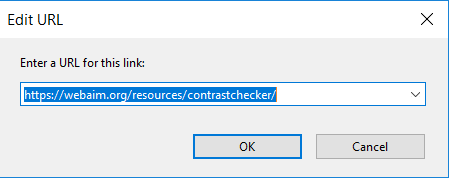 Edit URL
Enter a URL for this link:
https://webaim.org/resources/contrastchecker/
OK Cancel